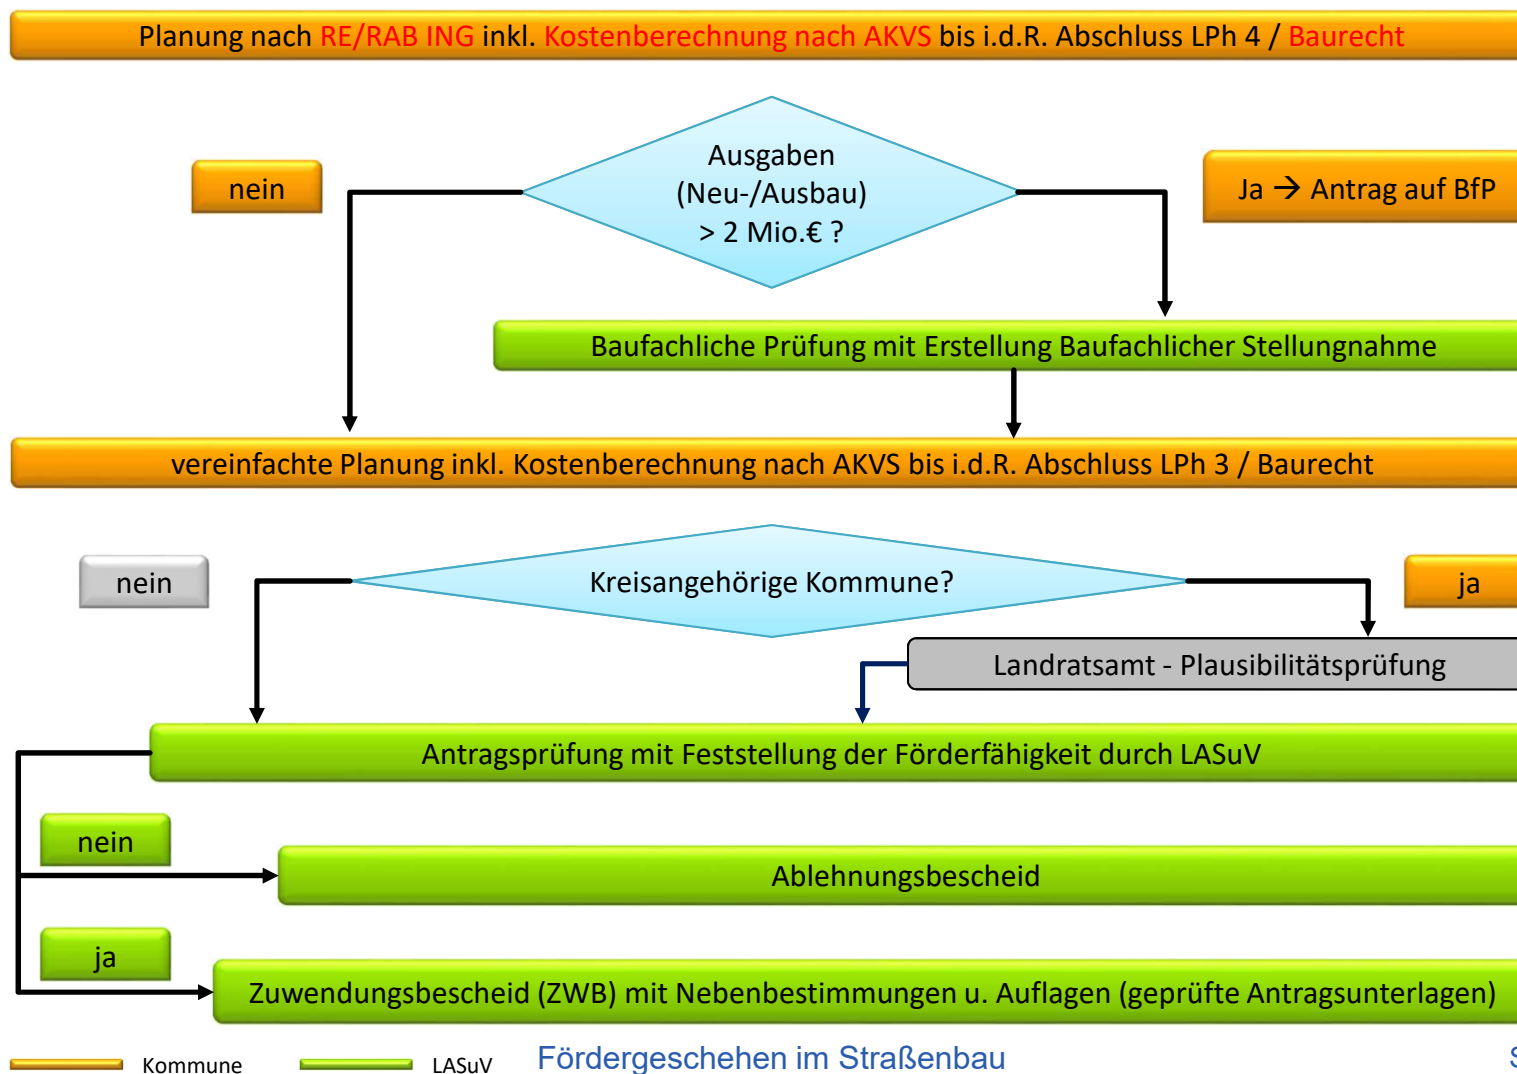 Planung nach RE/RAB ING inkl. Kostenberechnung nach AKVS bis i.d.R. Abschluss LPh 4 / Baurecht
Ausgaben
(Neu-/Ausbau)
> 2 Mio.€ ?
nein
Ja → Antrag auf BfP
Baufachliche Prüfung mit Erstellung Baufachlicher Stellungnahme
vereinfachte Planung inkl. Kostenberechnung nach AKVS bis i.d.R. Abschluss LPh 3 / Baurecht
nein
Kreisangehörige Kommune?
ja
Landratsamt - Plausibilitätsprüfung
Antragsprüfung mit Feststellung der Förderfähigkeit durch LASuV
nein
Ablehnungsbescheid
ja
Zuwendungsbescheid (ZWB) mit Nebenbestimmungen u. Auflagen (geprüfte Antragsunterlagen)
Kommune
LASuV
Fördergeschehen im Straßenbau